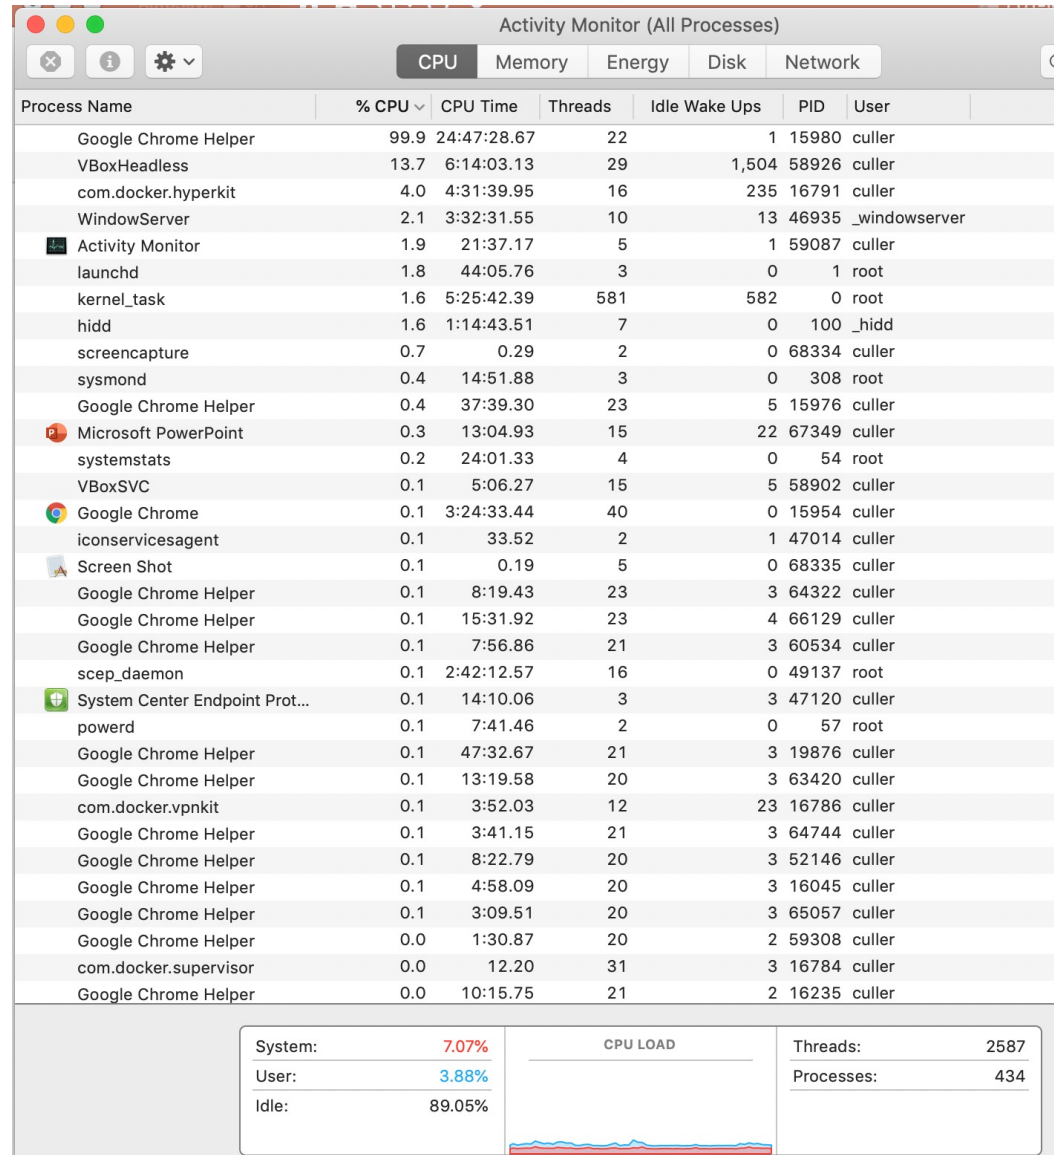 Activity Monitor (All Processes)
CPU Memory Energy Disk Network
Process Name % CPU CPU Time Threads Idle Wake Ups PID User
Google Chrome Helper 99.9 24:47:28.67 22 1 15980 culler
VBoxHeadless 13.7 6:14:03.13 29 1,504 58926 culler
com.docker.hyperkit 4.0 4:31:39.95 16 235 16791 culler
WindowServer 2.1 3:32:31.55 10 13 46935 _windowserver
Activity Monitor 1.9 21:37.17 5 1 59087 culler
launchd 1.8 44:05.76 3 0 1 root
kernel_task 1.6 5:25:42.39 581 582 0 root
hidd 1.6 1:14:43.51 7 0 100 _hidd
screencapture 0.7 0.29 2 0 68334 culler
sysmond 0.4 14:51.88 3 0 308 root
Google Chrome Helper 0.4 37:39.30 23 5 15976 culler
Microsoft PowerPoint 0.3 13:04.93 15 22 67349 culler
systemstats 0.2 24:01.33 4 0 54 root
VBoxSVC 0.1 5:06.27 15 5 58902 culler
Google Chrome 0.1 3:24:33.44 40 0 15954 culler
iconservicesagent 0.1 33.52 2 1 47014 culler
Screen Shot 0.1 0.19 5 0 68335 culler
Google Chrome Helper 0.1 8:19.43 23 3 64322 culler
Google Chrome Helper 0.1 15:31.92 23 4 66129 culler
Google Chrome Helper 0.1 7:56.86 21 3 60534 culler
scep_daemon 0.1 2:42:12.57 16 0 49137 root
System Center Endpoint Prot... 0.1 14:10.06 3 3 47120 culler
powerd 0.1 7:41.46 2 0 57 root
Google Chrome Helper 0.1 47:32.67 21 3 19876 culler
Google Chrome Helper 0.1 13:19.58 20 3 63420 culler
com.docker.vpnkit 0.1 3:52.03 12 23 16786 culler
Google Chrome Helper 0.1 3:41.15 21 3 64744 culler
Google Chrome Helper 0.1 8:22.79 20 3 52146 culler
Google Chrome Helper 0.1 4:58.09 20 3 16045 culler
Google Chrome Helper 0.1 3:09.51 20 3 65057 culler
Google Chrome Helper 0.0 1:30.87 20 2 59308 culler
com.docker.supervisor 0.0 12.20 31 3 16784 culler
Google Chrome Helper 0.0 10:15.75 21 2 16235 culler
System: 7.07% CPU LOAD Threads: 2587
User: 3.88% Processes: 434
Idle: 89.05%